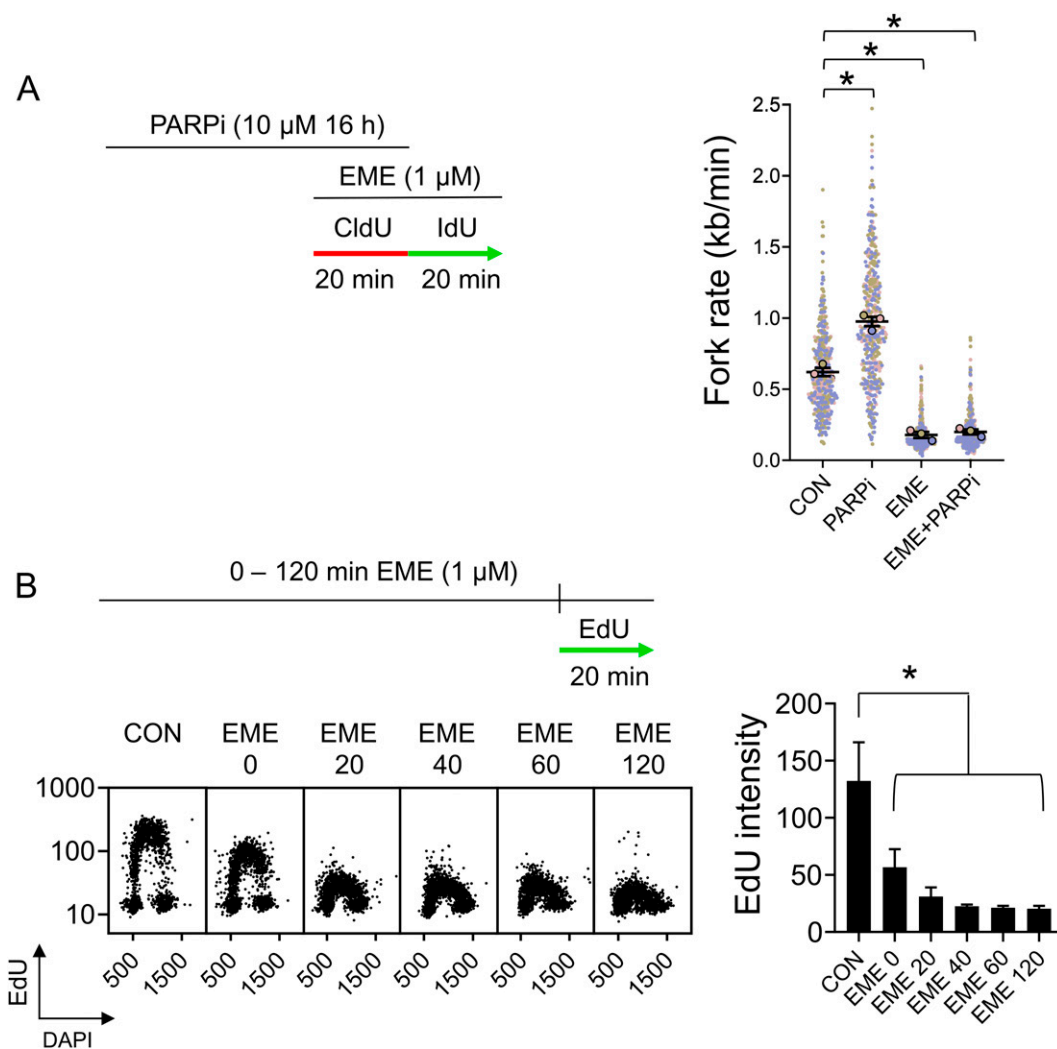 A
PARPi (10 µM 16 h)
EME (1 µM)
CldU IdU
20 min 20 min
* 
*
*
Fork rate (kb/min)
2.5
2.0
1.5
1.0
0.5
0.0
CON PARPi EME EME+PARPi
B
0 – 120 min EME (1 µM)
EdU
20 min
CON EME EME EME EME EME
0 20 40 60 120
1000
100
10
500 1500 500 1500 500 1500 500 1500 500 1500 500 1500
EdU
DAPI
*
EdU intensity
200
150
100
50
0
CON EME 0 EME 20 EME 40 EME 60 EME 120